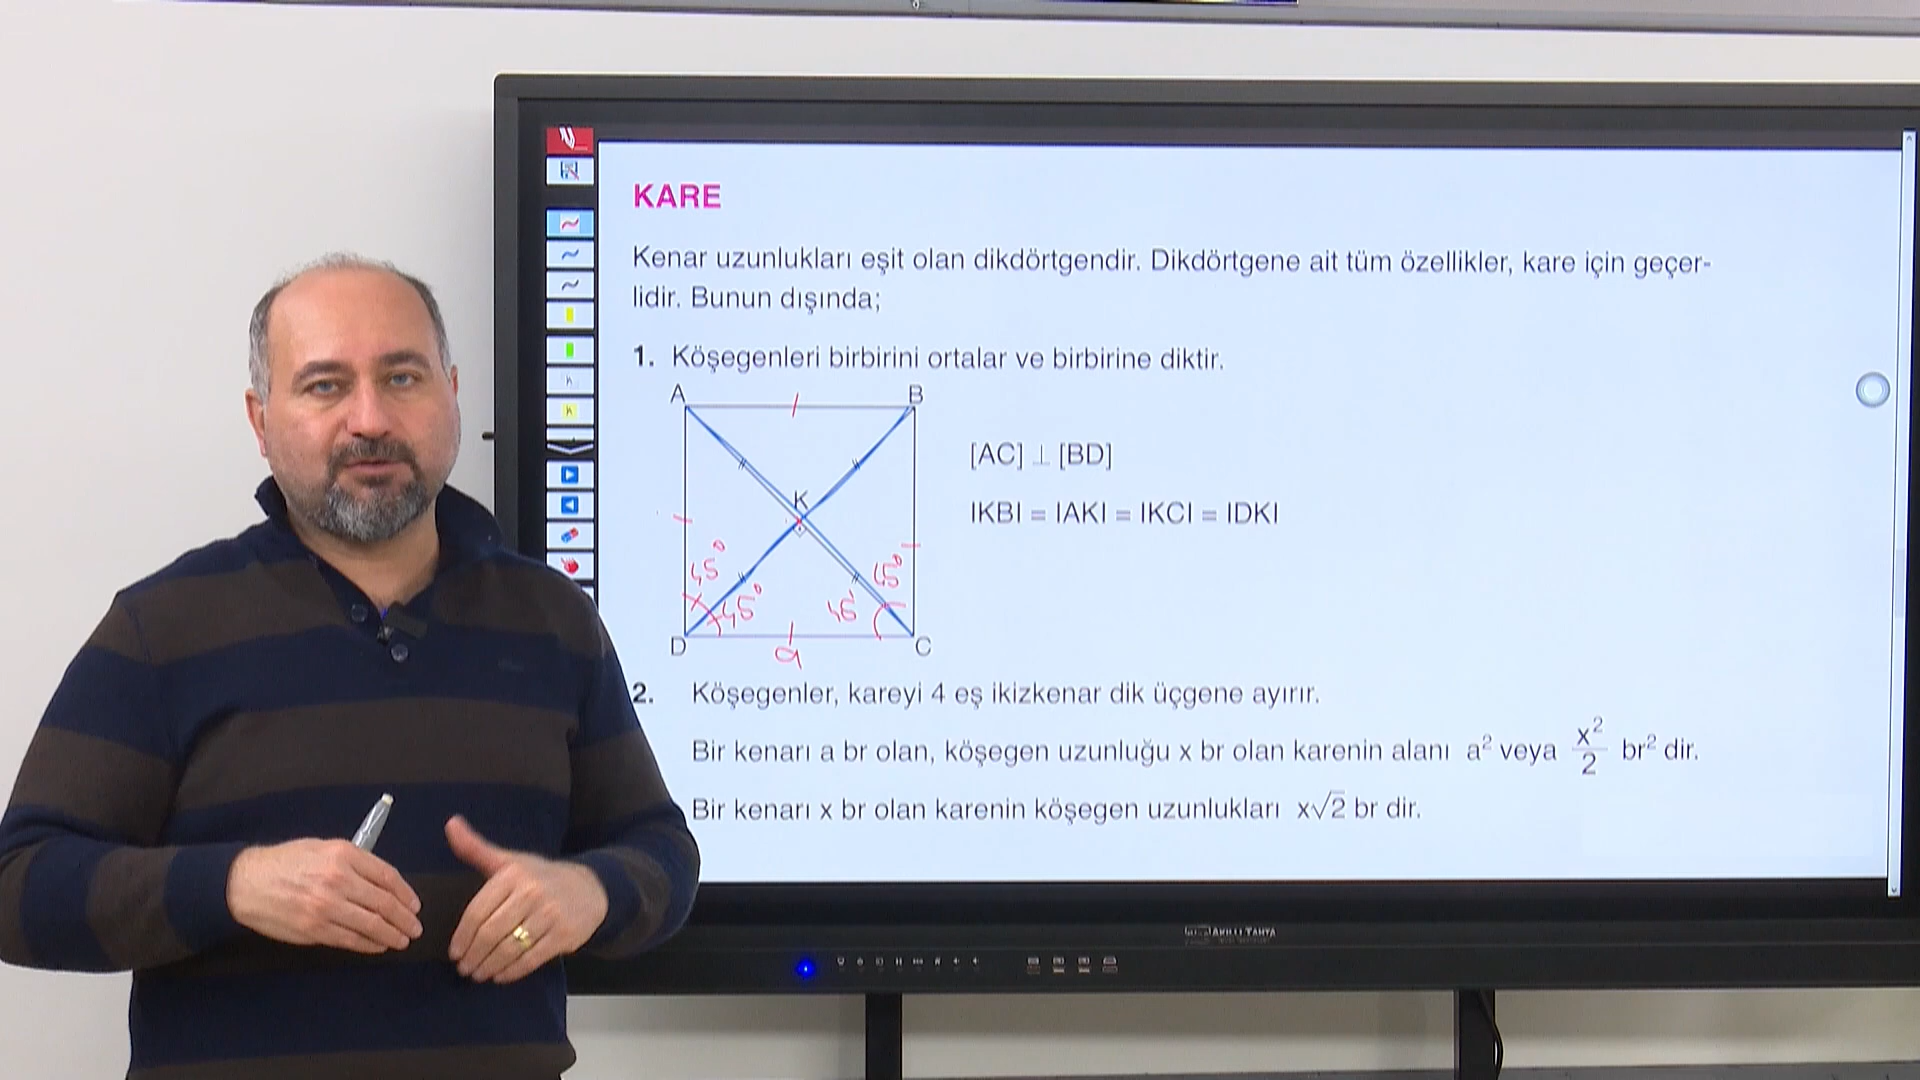 KARE
Kenar uzunlukları eşit olan dikdörtgendir. Dikdörtgene ait tüm özellikler, kare için geçer-
lidir. Bunun dışında;
1. Köşegenleri birbirini ortalar ve birbirine diktir.
A B
[AC] ⊥ [BD]
K
IKBI = IAKI = IKCI = IDKI
45° 45°
45° 45°
D C
a
2. Köşegenler, kareyi 4 eş ikizkenar dik üçgene ayırır.
Bir kenarı a br olan, köşegen uzunluğu x br olan karenin alanı a² veya x²/2 br² dir.
Bir kenarı x br olan karenin köşegen uzunlukları x√2 br dir.
AKILLI TAHTA